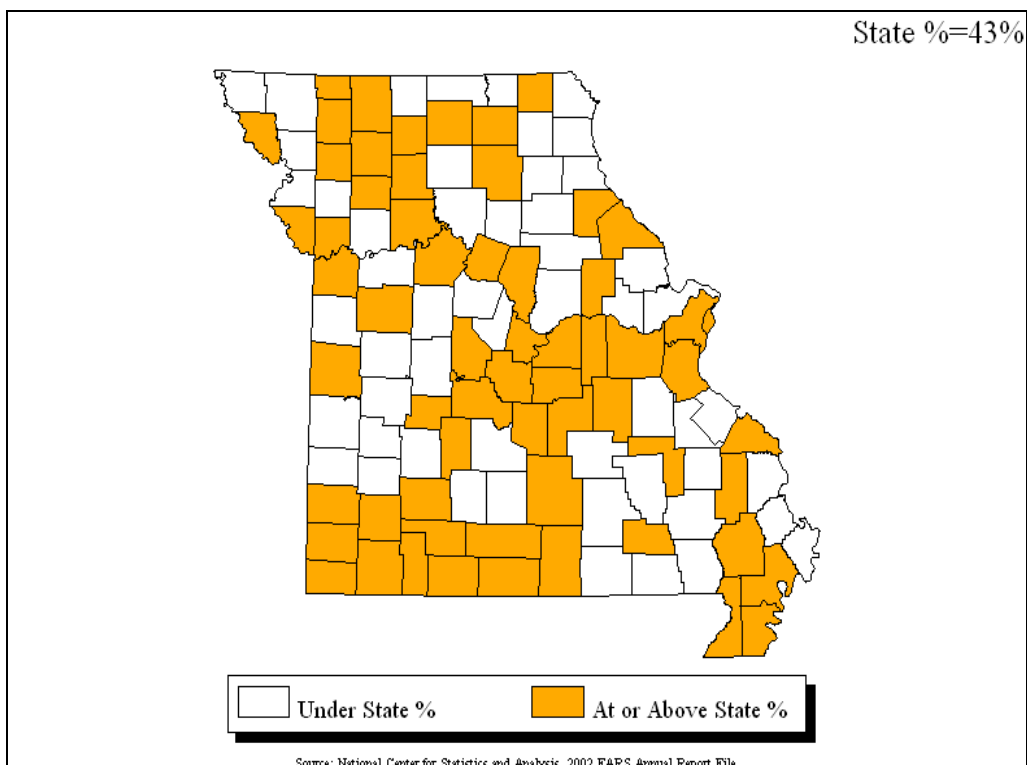 State %=43%
Under State %
At or Above State %
Source: National Center for Statistics and Analysis, 2002 FARS Annual Report File